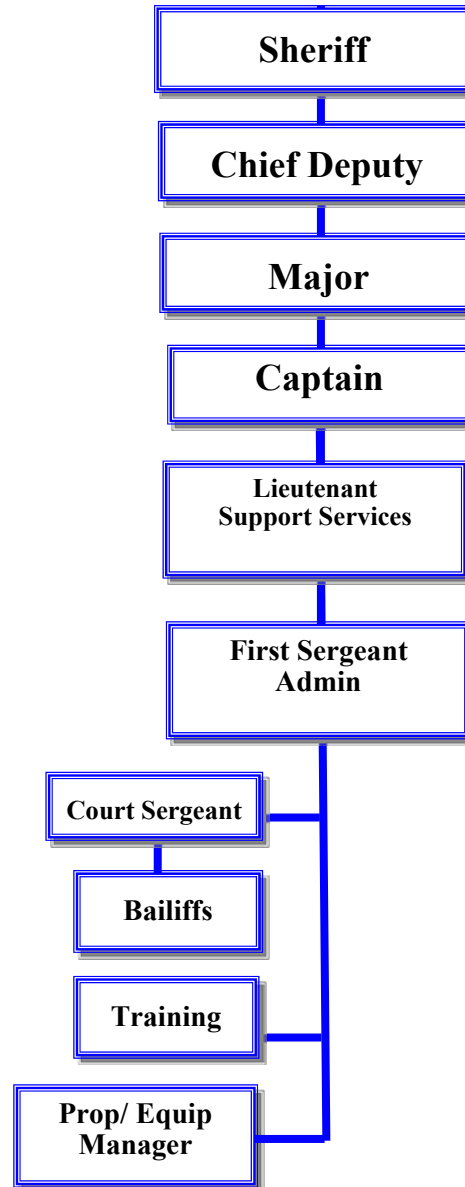 Sheriff
Chief Deputy
Major
Captain
Lieutenant
Support Services
First Sergeant
Admin
Court Sergeant
Bailiffs
Training
Prop/ Equip
Manager